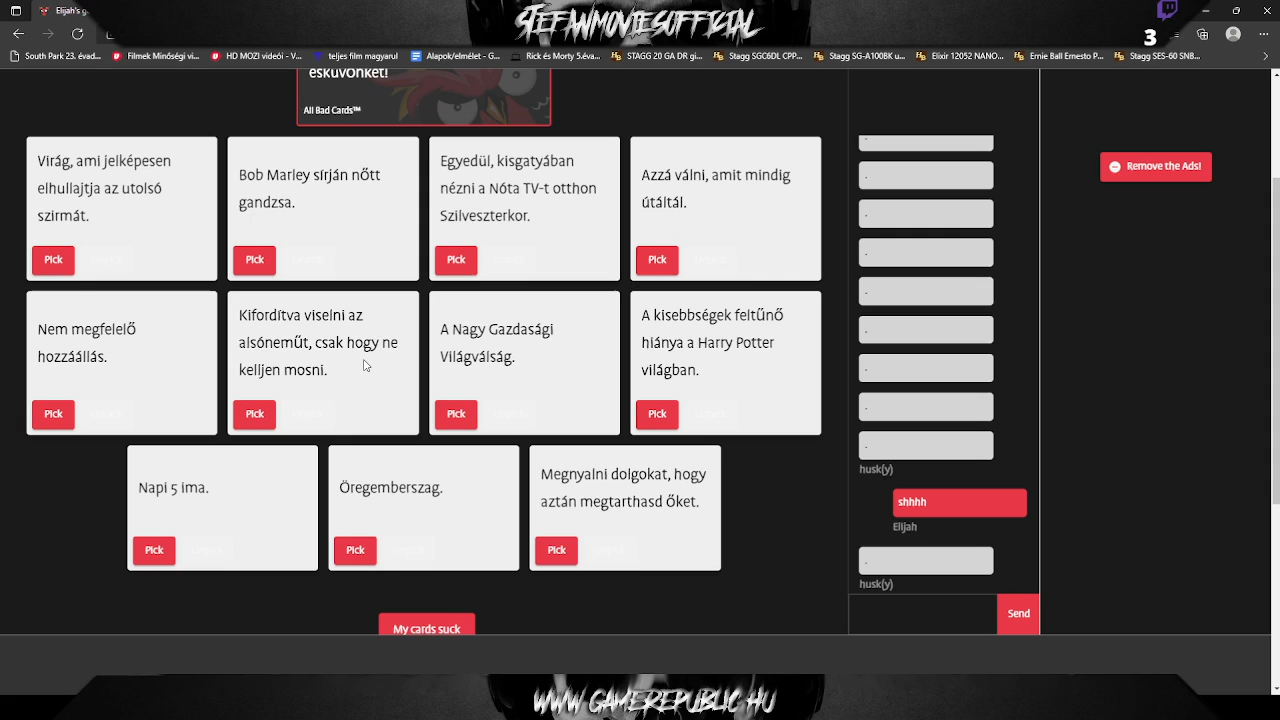 Elijah's g
STEFANMOVIESOFFICIAL
3
South Park 23. évad...
Filmek Minőségi vi...
HD MOZI videói – V...
teljes film magyarul
Alapok/elmélet - G...
Rick és Morty 5.éva...
STAGG 20 GA DR gi...
Stagg SGC6DL CPP...
Stagg SG-A100BK u...
Elixir 12052 NANO...
Ernie Ball Ernesto P...
Stagg SES-60 SNB...
esküvőnket!
All Bad Cards™
Virág, ami jelképesen
elhullajtja az utolsó
szirmát.
Pick
Bob Marley sírján nőtt
gandzsa.
Pick
Egyedül, kisgatyában
nézni a Nóta TV-t otthon
Szilveszterkor.
Pick
Azzá válni, amit mindig
útáltál.
Pick
Nem megfelelő
hozzáállás.
Pick
Kifordítva viselni az
alsóneműt, csak hogy ne
kelljen mosni.
Pick
A Nagy Gazdasági
Világválság.
Pick
A kisebbségek feltűnő
hiánya a Harry Potter
világban.
Pick
Napi 5 ima.
Pick
Öregemberszag.
Pick
Megnyalni dolgokat, hogy
aztán megtarthasd őket.
Pick
My cards suck
.
.
.
.
.
.
.
.
.
husk(y)
shhhh
Elijah
.
husk(y)
Send
Remove the Ads!
WWW.GAMEREPUBLIC.HU